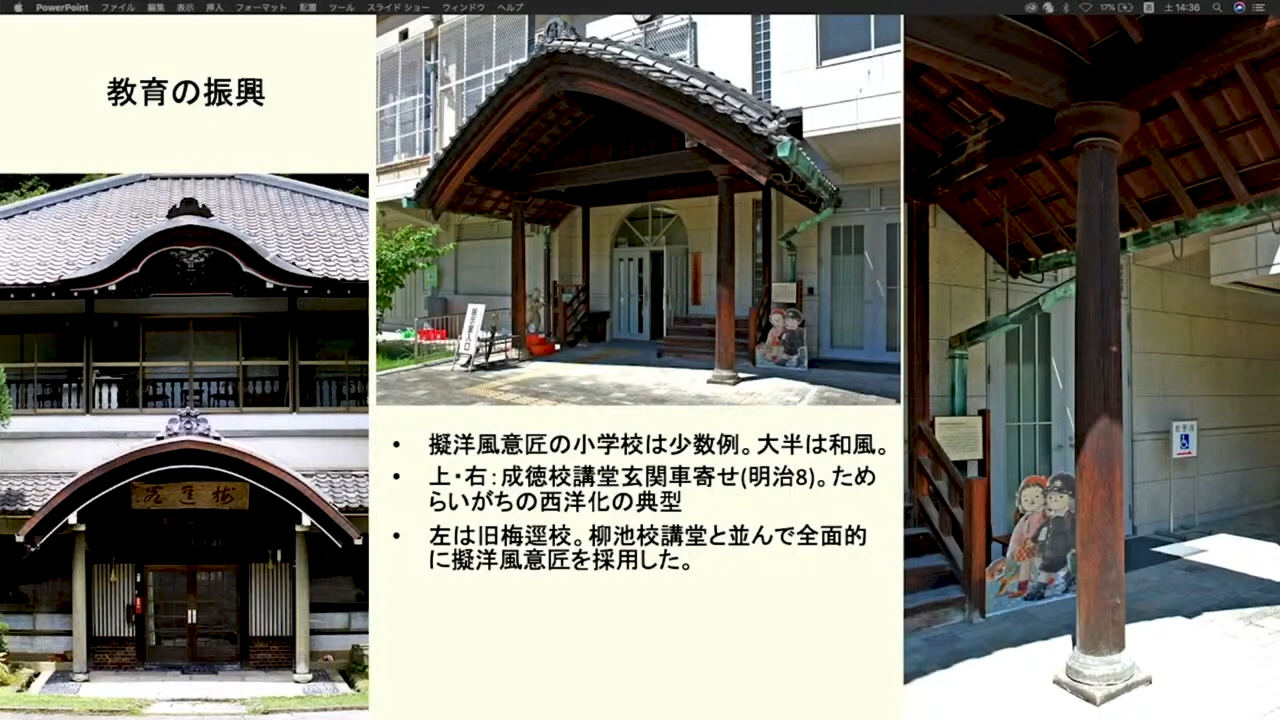 PowerPoint ファイル 編集 表示 挿入 フォーマット 配置 ツール スライド ショー ウィンドウ ヘルプ 17% 土 14:36
教育の振興
• 擬洋風意匠の小学校は少数例。大半は和風。
• 上・右：成徳校講堂玄関車寄せ(明治8)。ため
らいがちの西洋化の典型
• 左は旧梅逕校。柳池校講堂と並んで全面的
に擬洋風意匠を採用した。